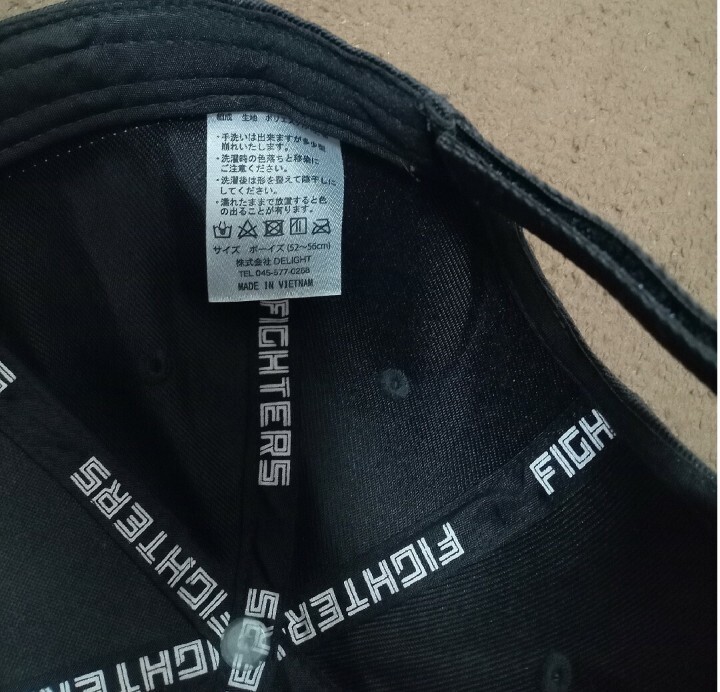 組成 生地 ポリエ
・手洗いは出来ますが多少型
崩れいたします。
・洗濯時の色落ちと移染に
ご注意ください。
・洗濯後は形を整えて陰干しに
してください。
・濡れたままで放置すると色
の出ることが有ります。
サイズ ボーイズ (52～56cm)
株式会社 DELIGHT
TEL 045-577-0268
MADE IN VIETNAM
FIGHTERS
FIGH
FIGHTERS
FIGHTERS
FIGHTERS
ERS